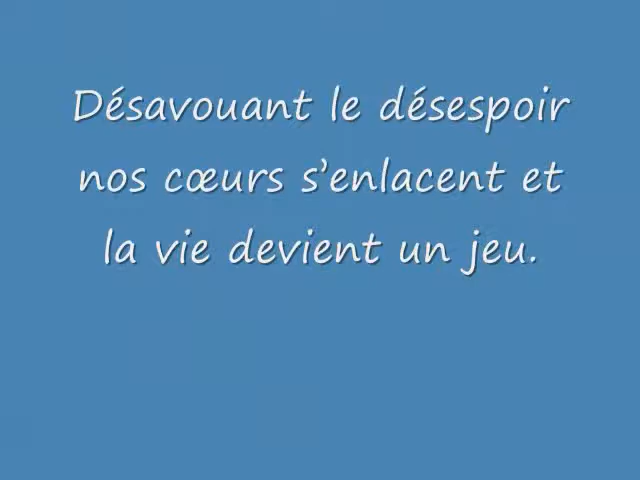 Désavouant le désespoir
nos cœurs s’enlacent et
la vie devient un jeu.